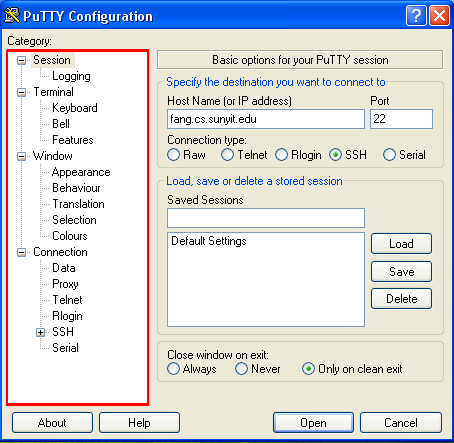 PuTTY Configuration
Category:
Session
Logging
Terminal
Keyboard
Bell
Features
Window
Appearance
Behaviour
Translation
Selection
Colours
Connection
Data
Proxy
Telnet
Rlogin
SSH
Serial
Basic options for your PuTTY session
Specify the destination you want to connect to
Host Name (or IP address) Port
fang.cs.sunyit.edu 22
Connection type:
Raw Telnet Rlogin SSH Serial
Load, save or delete a stored session
Saved Sessions
Default Settings
Load
Save
Delete
Close window on exit:
Always Never Only on clean exit
About Help Open Cancel